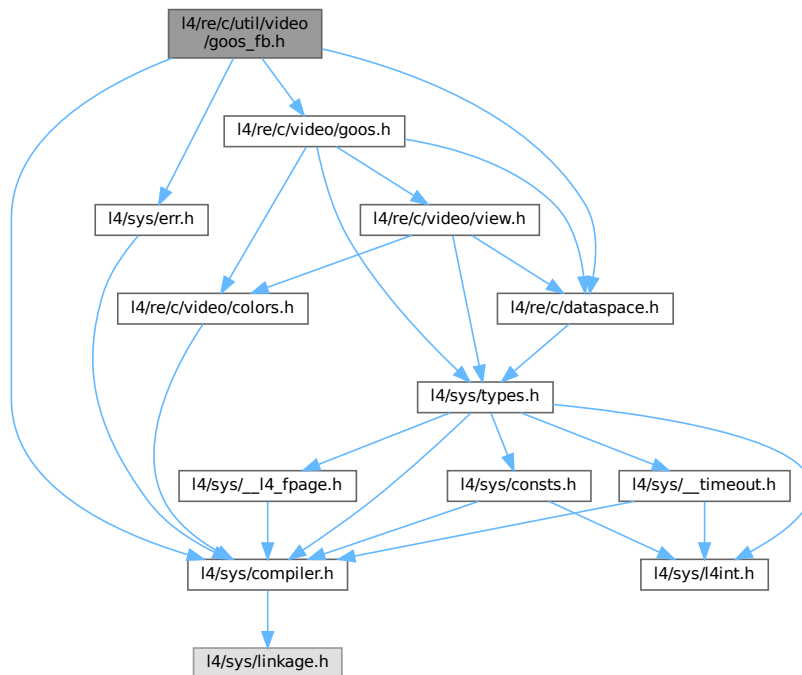 l4/re/c/util/video
/goos_fb.h
l4/re/c/video/goos.h
l4/sys/err.h
l4/re/c/video/view.h
l4/re/c/video/colors.h
l4/re/c/dataspace.h
l4/sys/types.h
l4/sys/__l4_fpage.h
l4/sys/consts.h
l4/sys/__timeout.h
l4/sys/compiler.h
l4/sys/l4int.h
l4/sys/linkage.h